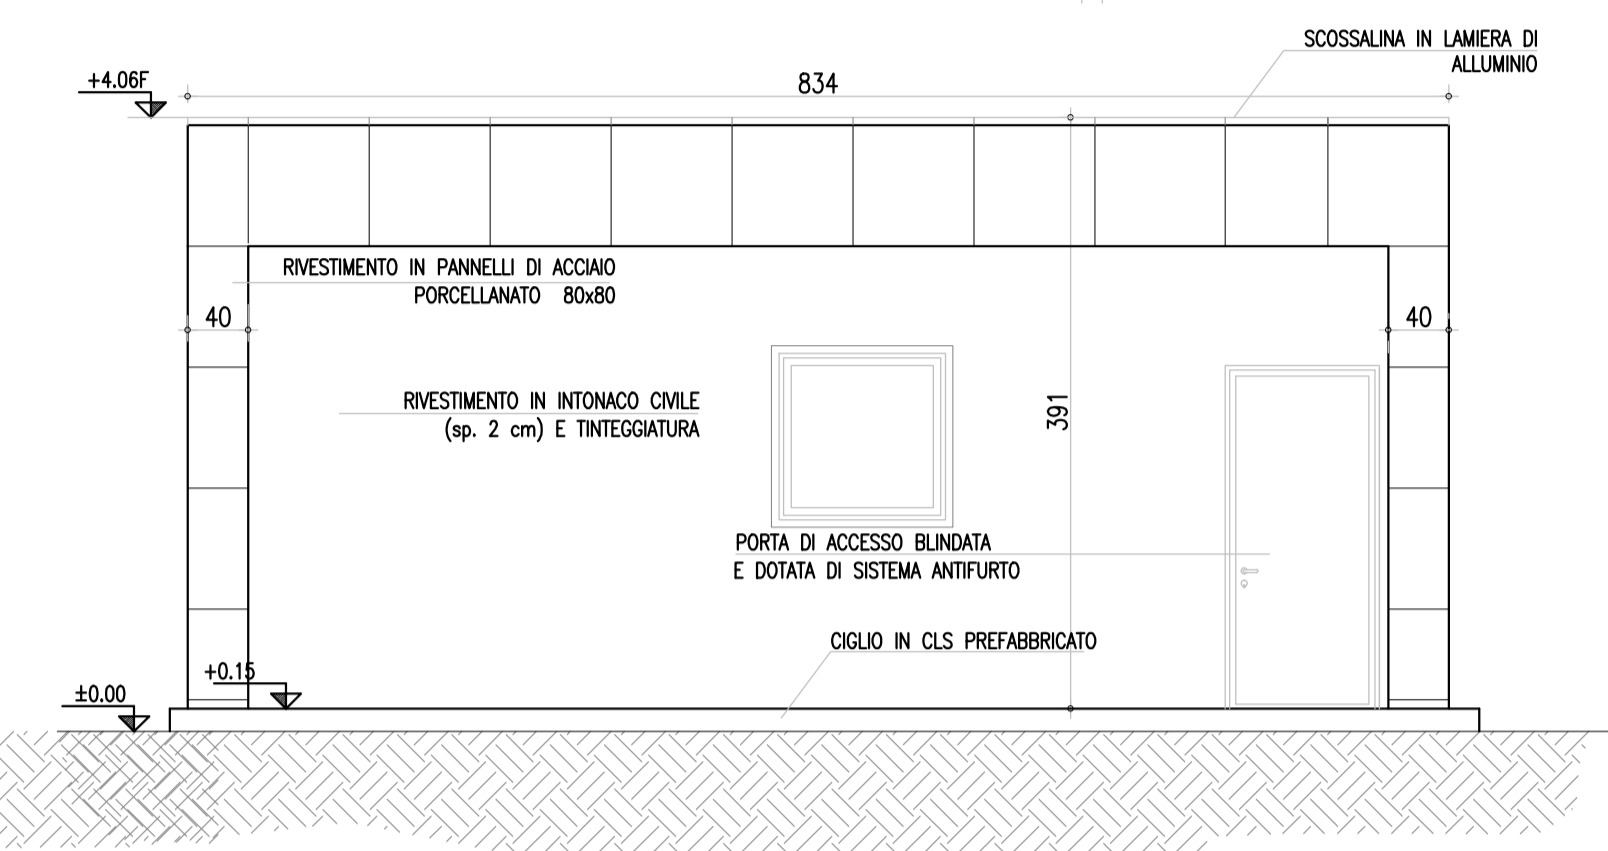 SCOSSALINA IN LAMIERA DI
ALLUMINIO
+4.06F
834
RIVESTIMENTO IN PANNELLI DI ACCIAIO
PORCELLANATO 80x80
40
40
RIVESTIMENTO IN INTONACO CIVILE
(sp. 2 cm) E TINTEGGIATURA
391
PORTA DI ACCESSO BLINDATA
E DOTATA DI SISTEMA ANTIFURTO
CIGLIO IN CLS PREFABBRICATO
+0.15
±0.00